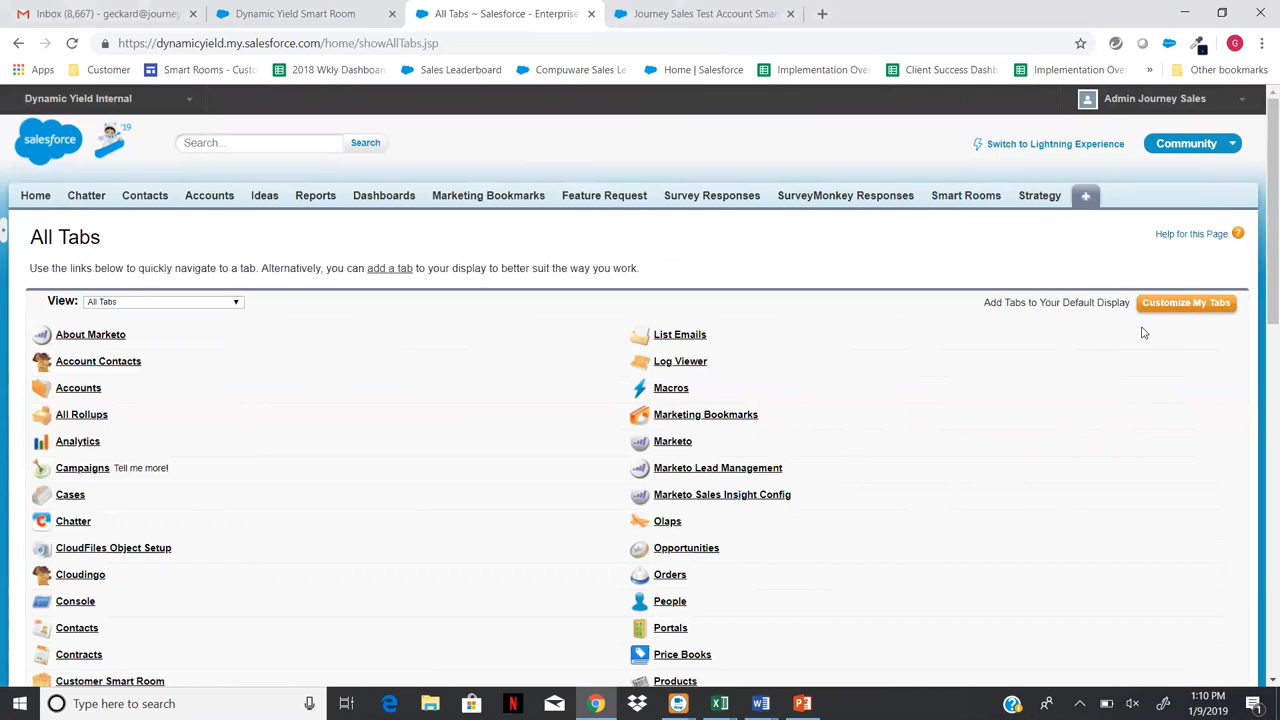 Inbox (8,667) - geckard@journey
Dynamic Yield Smart Room
All Tabs ~ Salesforce - Enterprise
Journey Sales Test Account Smar
https://dynamicyield.my.salesforce.com/home/showAllTabs.jsp
G
Apps
Customer
Smart Rooms - Custo
2018 Wkly Dashboar
Sales Leaderboard
Compuware Sales Le
Home | Salesforce
Implementation Over
Client Success Dashb
Implementation Over
»
Other bookmarks
Dynamic Yield Internal
Admin Journey Sales
salesforce
'19
Search...
Search
Switch to Lightning Experience
Community
Home
Chatter
Contacts
Accounts
Ideas
Reports
Dashboards
Marketing Bookmarks
Feature Request
Survey Responses
SurveyMonkey Responses
Smart Rooms
Strategy
+
All Tabs
Help for this Page
Use the links below to quickly navigate to a tab. Alternatively, you can add a tab to your display to better suit the way you work.
View:
All Tabs
Add Tabs to Your Default Display
Customize My Tabs
About Marketo
Account Contacts
Accounts
All Rollups
Analytics
Campaigns Tell me more!
Cases
Chatter
CloudFiles Object Setup
Cloudingo
Console
Contacts
Contracts
Customer Smart Room
List Emails
Log Viewer
Macros
Marketing Bookmarks
Marketo
Marketo Lead Management
Marketo Sales Insight Config
Olaps
Opportunities
Orders
People
Portals
Price Books
Products
Type here to search
1:10 PM
1/9/2019